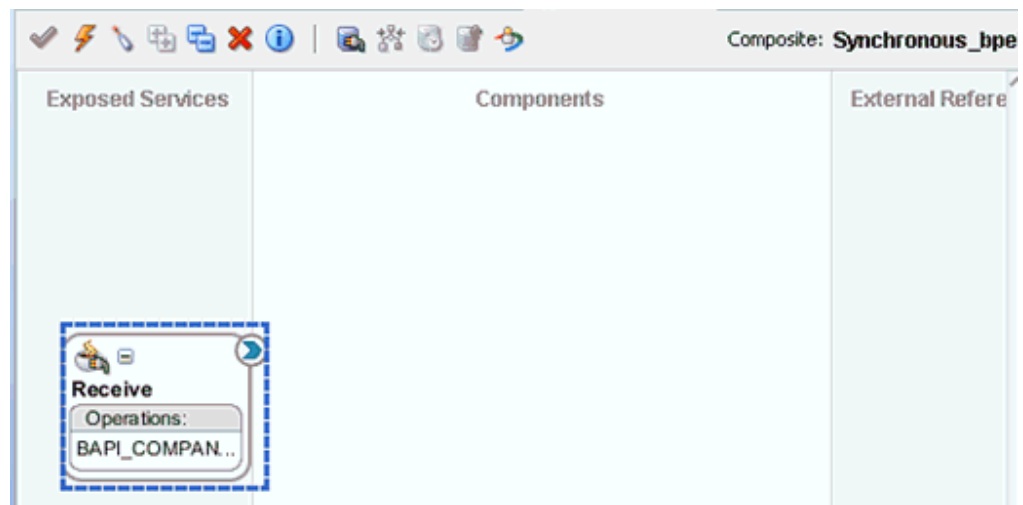 Composite: Synchronous_bpe
Exposed Services
Components
External Refere
Receive
Operations:
BAPI_COMPAN...